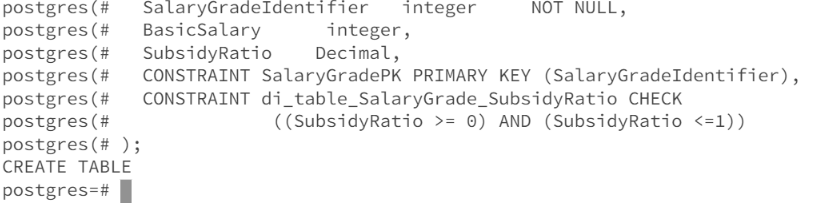 postgres(#   SalaryGradeIdentifier   integer     NOT NULL,
postgres(#   BasicSalary      integer,
postgres(#   SubsidyRatio    Decimal,
postgres(#   CONSTRAINT SalaryGradePK PRIMARY KEY (SalaryGradeIdentifier),
postgres(#   CONSTRAINT di_table_SalaryGrade_SubsidyRatio CHECK
postgres(#               ((SubsidyRatio >= 0) AND (SubsidyRatio <=1))
postgres(# );
CREATE TABLE
postgres=#